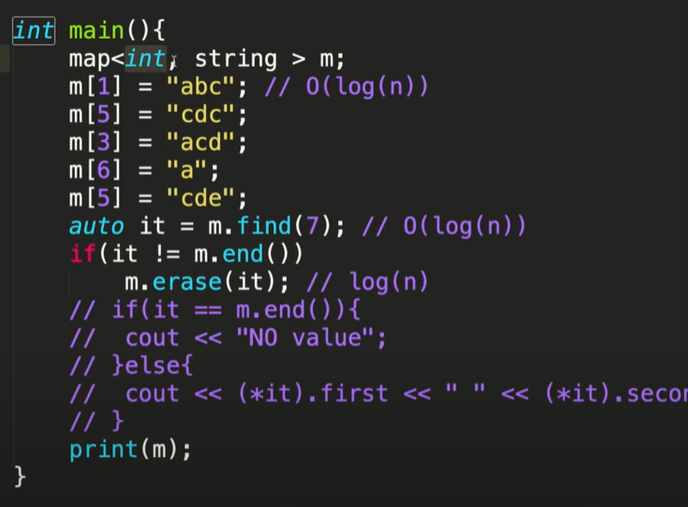 int main(){
map<int, string > m;
m[1] = "abc"; // O(log(n))
m[5] = "cdc";
m[3] = "acd";
m[6] = "a";
m[5] = "cde";
auto it = m.find(7); // O(log(n))
if(it != m.end())
m.erase(it); // log(n)
// if(it == m.end()){
// cout << "NO value";
// }else{
// cout << (*it).first << " " << (*it).secon
// }
print(m);
}